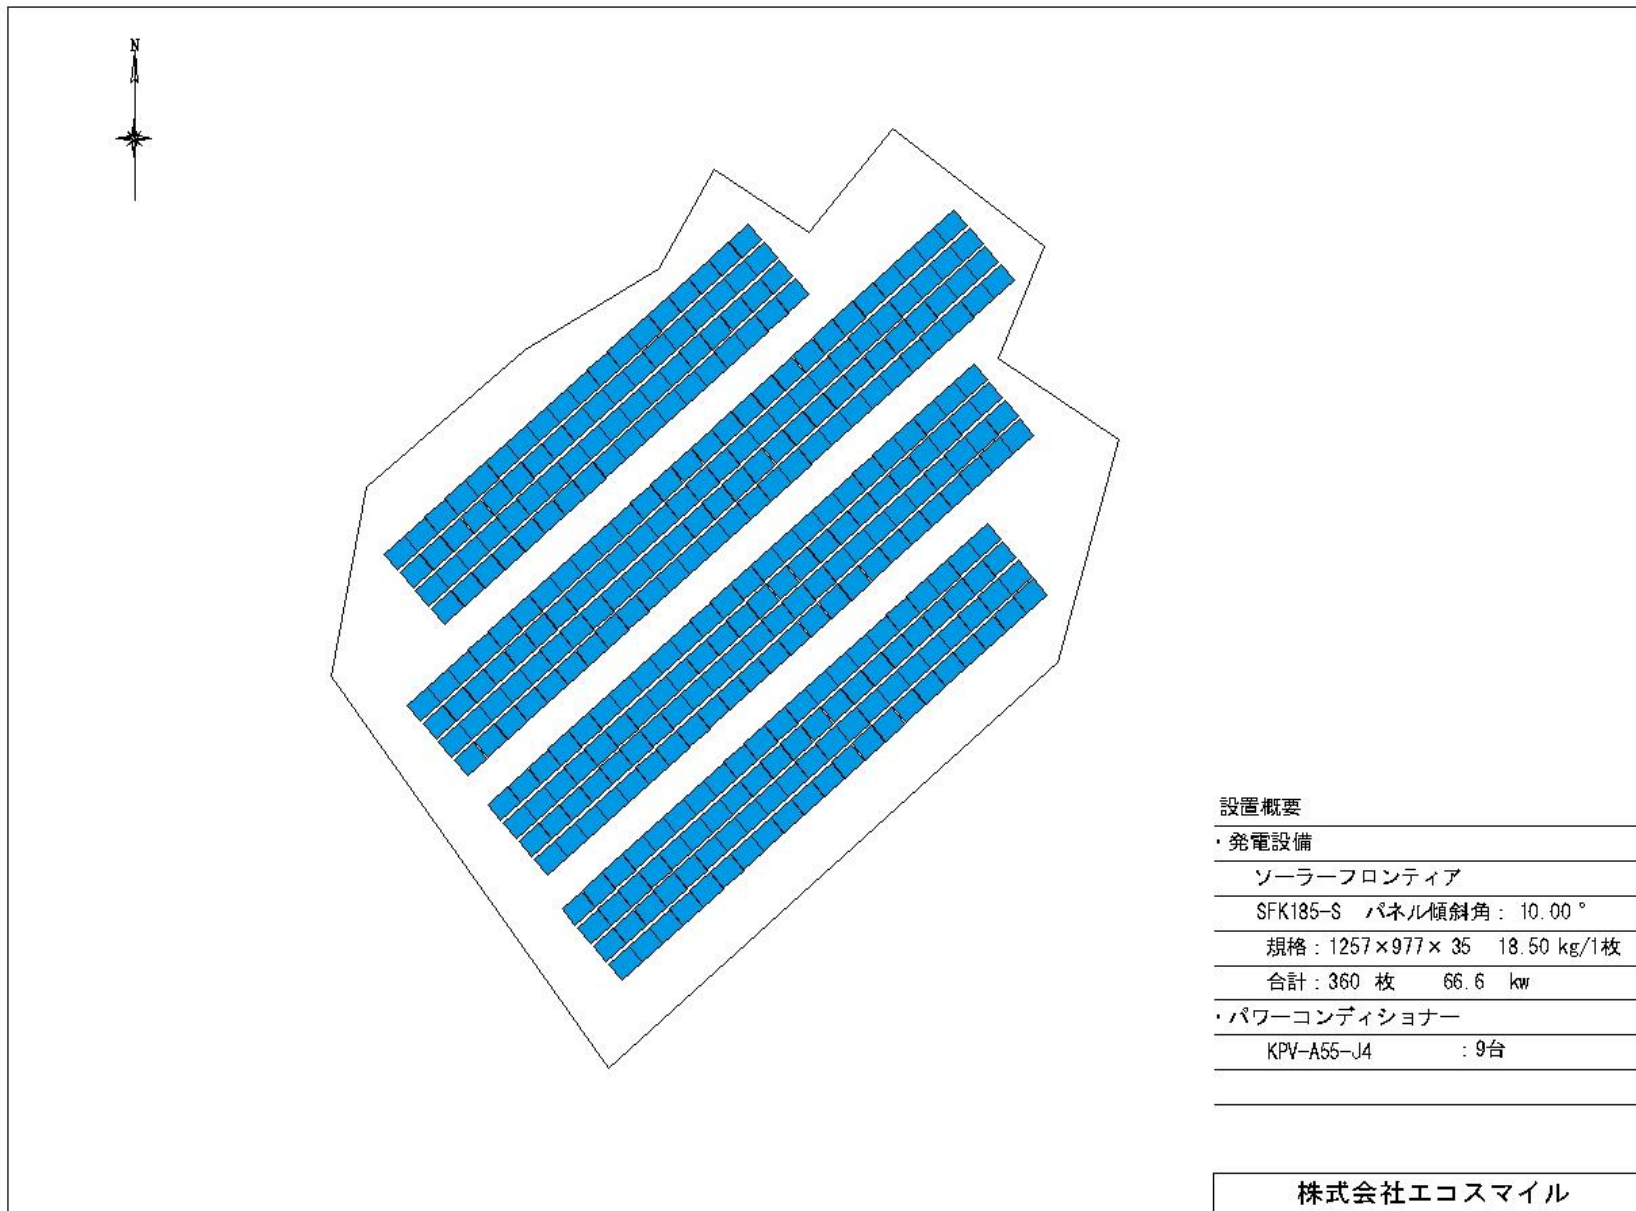 N
設置概要
・発電設備
ソーラーフロンティア
SFK185-S パネル傾斜角：10.00°
規格：1257×977×35 18.50 kg/1枚
合計：360 枚 66.6 kw
・パワーコンディショナー
KPV-A55-J4 ：9台
株式会社エコスマイル